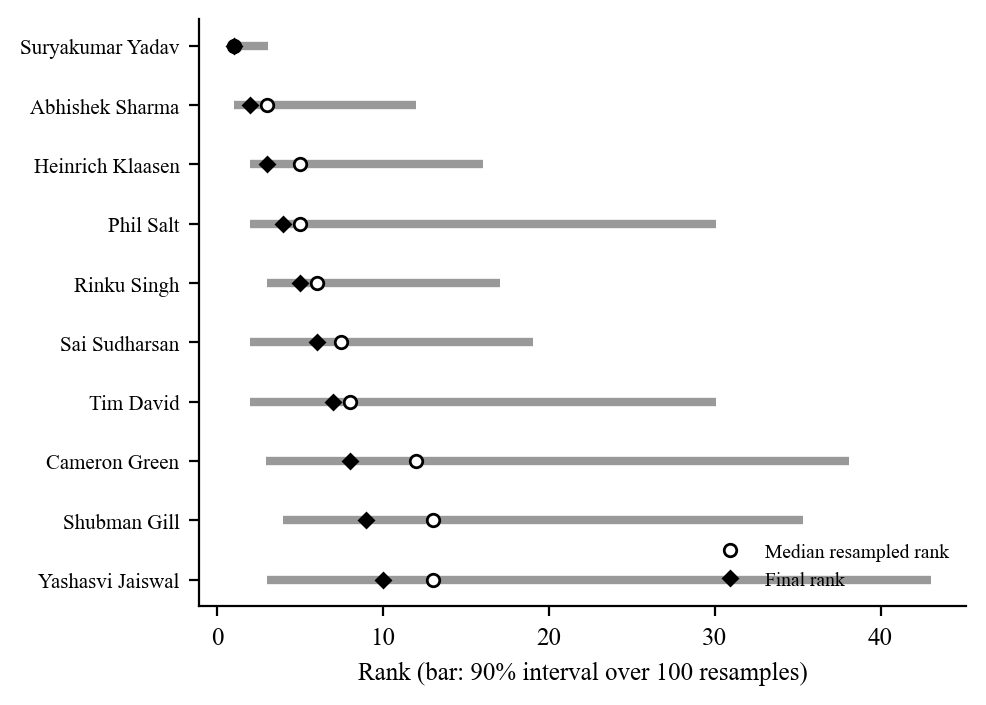 Suryakumar Yadav
Abhishek Sharma
Heinrich Klaasen
Phil Salt
Rinku Singh
Sai Sudharsan
Tim David
Cameron Green
Shubman Gill
Median resampled rank
Yashasvi Jaiswal
Final rank
0 10 20 30 40
Rank (bar: 90% interval over 100 resamples)